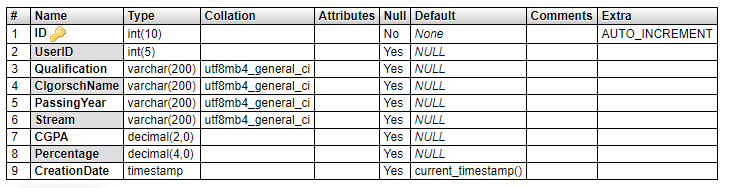 # Name Type Collation Attributes Null Default Comments Extra
1 ID int(10) No None AUTO_INCREMENT
2 UserID int(5) Yes NULL
3 Qualification varchar(200) utf8mb4_general_ci Yes NULL
4 ClgorschName varchar(200) utf8mb4_general_ci Yes NULL
5 PassingYear varchar(200) utf8mb4_general_ci Yes NULL
6 Stream varchar(200) utf8mb4_general_ci Yes NULL
7 CGPA decimal(2,0) Yes NULL
8 Percentage decimal(4,0) Yes NULL
9 CreationDate timestamp Yes current_timestamp()